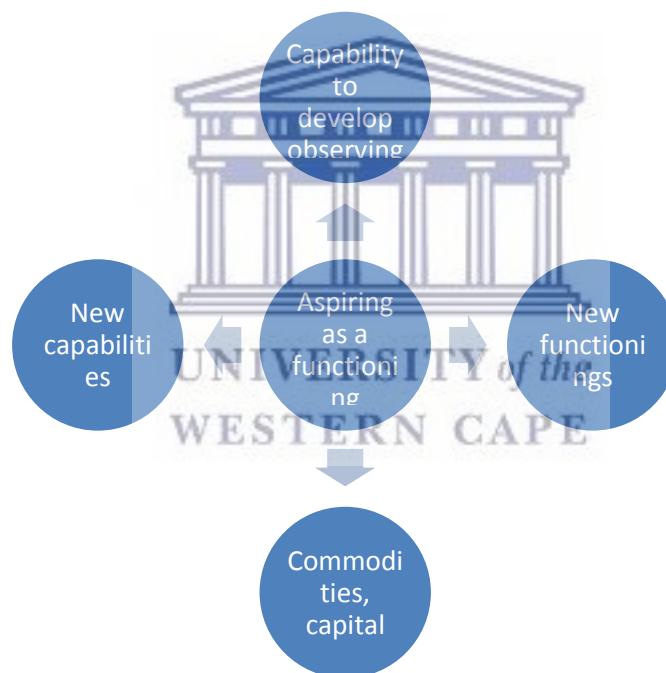 Capability
to
develop
observing
New
capabiliti
es
Aspiring
as a
functioni
ng
New
functioni
ngs
UNIVERSITY of the
WESTERN CAPE
Commodi
ties,
capital